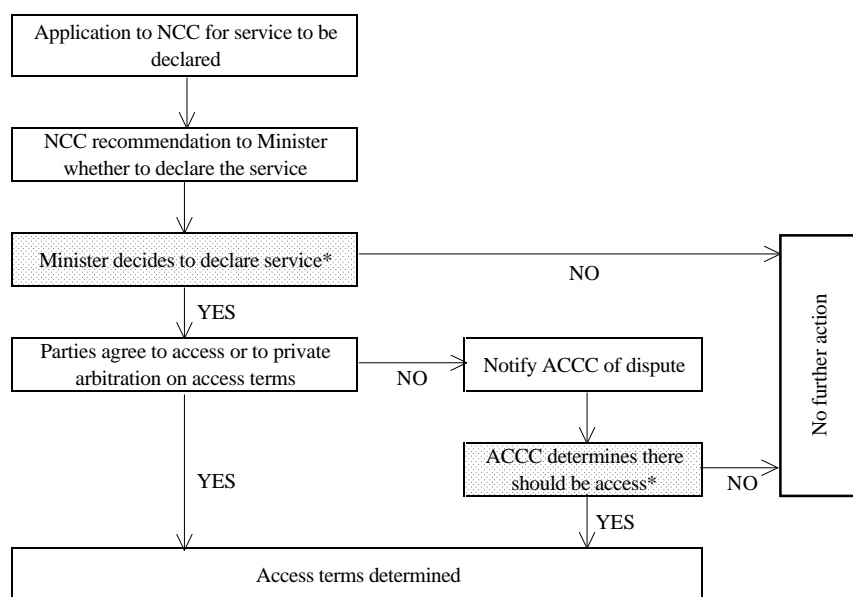 Application to NCC for service to be
declared
NCC recommendation to Minister
whether to declare the service
Minister decides to declare service*
NO
YES
Parties agree to access or to private
arbitration on access terms
NO
Notify ACCC of dispute
No further action
ACCC determines there
should be access*
NO
YES
YES
Access terms determined